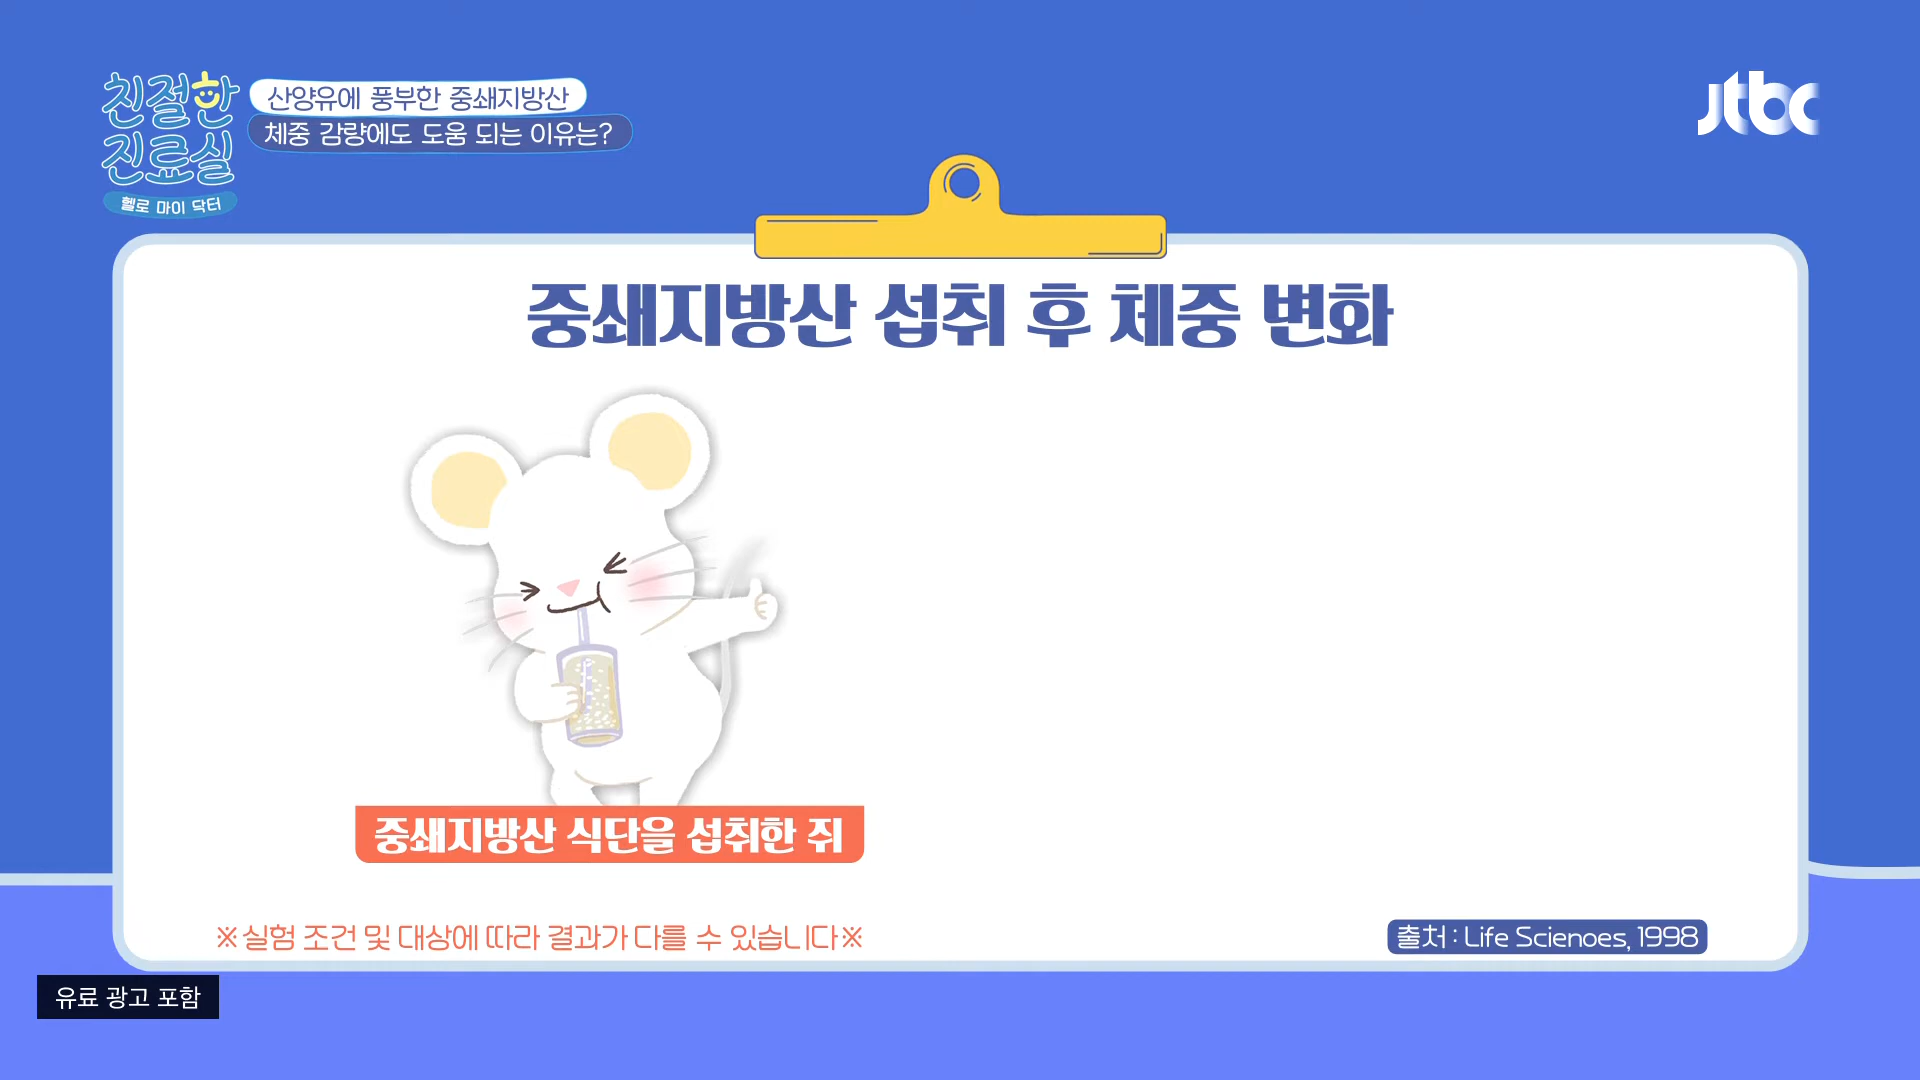 친절한
진료실
헬로 마이 닥터
산양유에 풍부한 중쇄지방산
체중 감량에도 도움 되는 이유는?
jtbc
중쇄지방산 섭취 후 체중 변화
중쇄지방산 식단을 섭취한 쥐
※실험 조건 및 대상에 따라 결과가 다를 수 있습니다※
출처 : Life Scienoes, 1998
유료 광고 포함